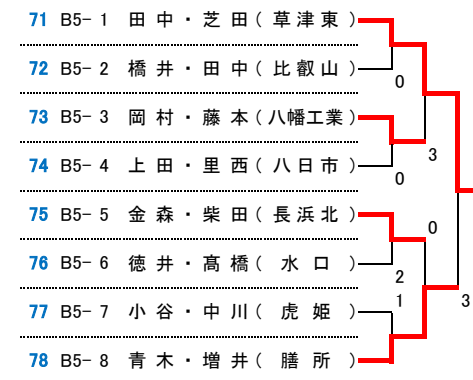 71 B5- 1 田中・芝田(草津東)
72 B5- 2 橋井・田中(比叡山)
0
73 B5- 3 岡村・藤本(八幡工業)
3
74 B5- 4 上田・里西(八日市)
0
75 B5- 5 金森・柴田(長浜北)
0
76 B5- 6 徳井・髙橋(水口)
2
77 B5- 7 小谷・中川(虎姫)
1
3
78 B5- 8 青木・増井(膳所)